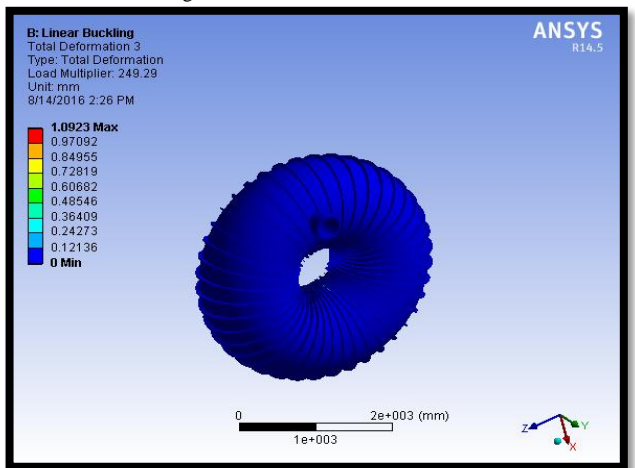 B: Linear Buckling
Total Deformation 3
Type: Total Deformation
Load Multiplier: 249.29
Unit: mm
8/14/2016 2:26 PM
ANSYS
R14.5
1.0923 Max
0.97092
0.84955
0.72819
0.60682
0.48546
0.36409
0.24273
0.12136
0 Min
0 2e+003 (mm)
1e+003
Z Y
X